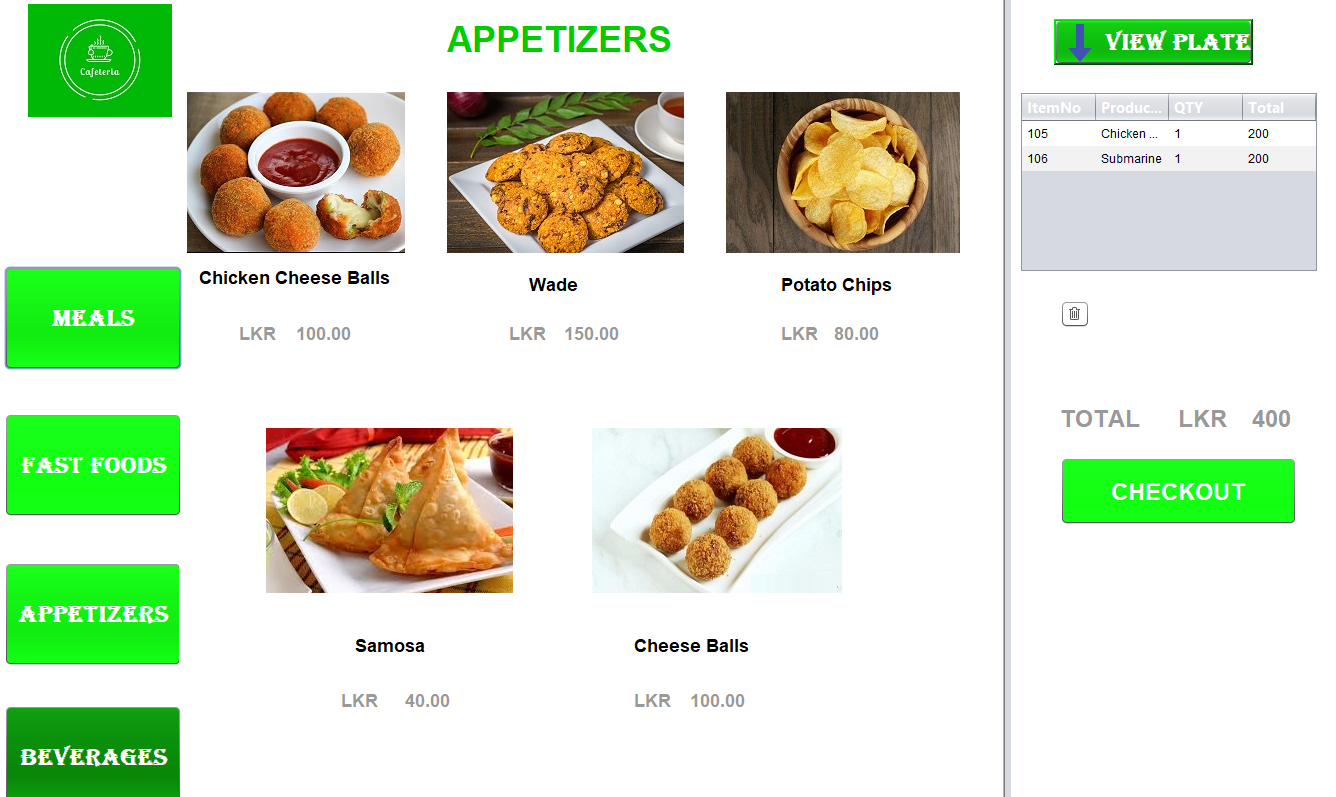 Cafeteria
APPETIZERS
Chicken Cheese Balls
Wade
Potato Chips
LKR 100.00
LKR 150.00
LKR 80.00
Samosa
Cheese Balls
LKR 40.00
LKR 100.00
MEALS
FAST FOODS
APPETIZERS
BEVERAGES
VIEW PLATE
ItemNo Produc... QTY Total
105 Chicken ... 1 200
106 Submarine 1 200
TOTAL LKR 400
CHECKOUT